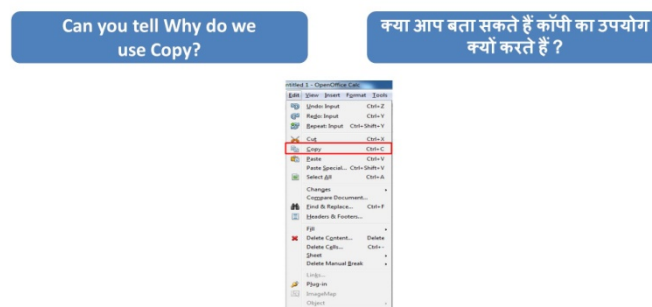 Can you tell Why do we
use Copy?
क्या आप बता सकते हैं कॉपी का उपयोग
क्यों करते हैं ?
ntitled 1 - OpenOffice Calc
Edit View Insert Format Tools
Undo: Input Ctrl+Z
Redo: Input Ctrl+Y
Repeat: Input Ctrl+Shift+Y
Cut Ctrl+X
Copy Ctrl+C
Paste Ctrl+V
Paste Special... Ctrl+Shift+V
Select All Ctrl+A
Changes
Compare Document...
Find & Replace... Ctrl+F
Headers & Footers...
Fill
Delete Content... Delete
Delete Cells... Ctrl+-
Sheet
Delete Manual Break
Links...
Plug-in
ImageMap
Object